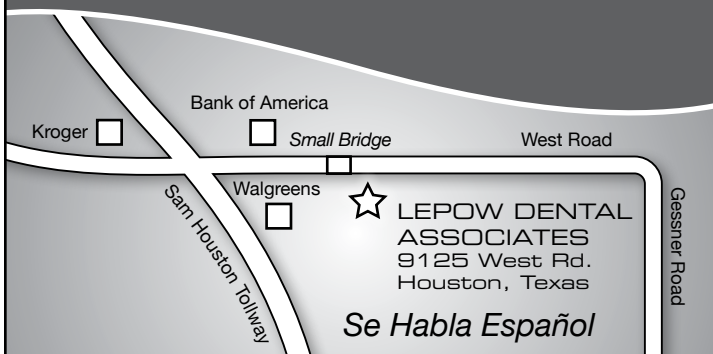 Bank of America
Kroger
Small Bridge
West Road
Walgreens
Sam Houston Tollway
Gessner Road
LEPOW DENTAL
ASSOCIATES
9125 West Rd.
Houston, Texas
Se Habla Español